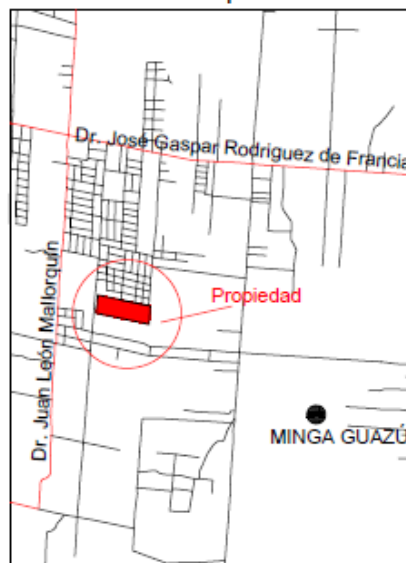 Dr. José Gaspar Rodriguez de Francia
Propiedad
Dr. Juan León Mallorquín
MINGA GUAZÚ